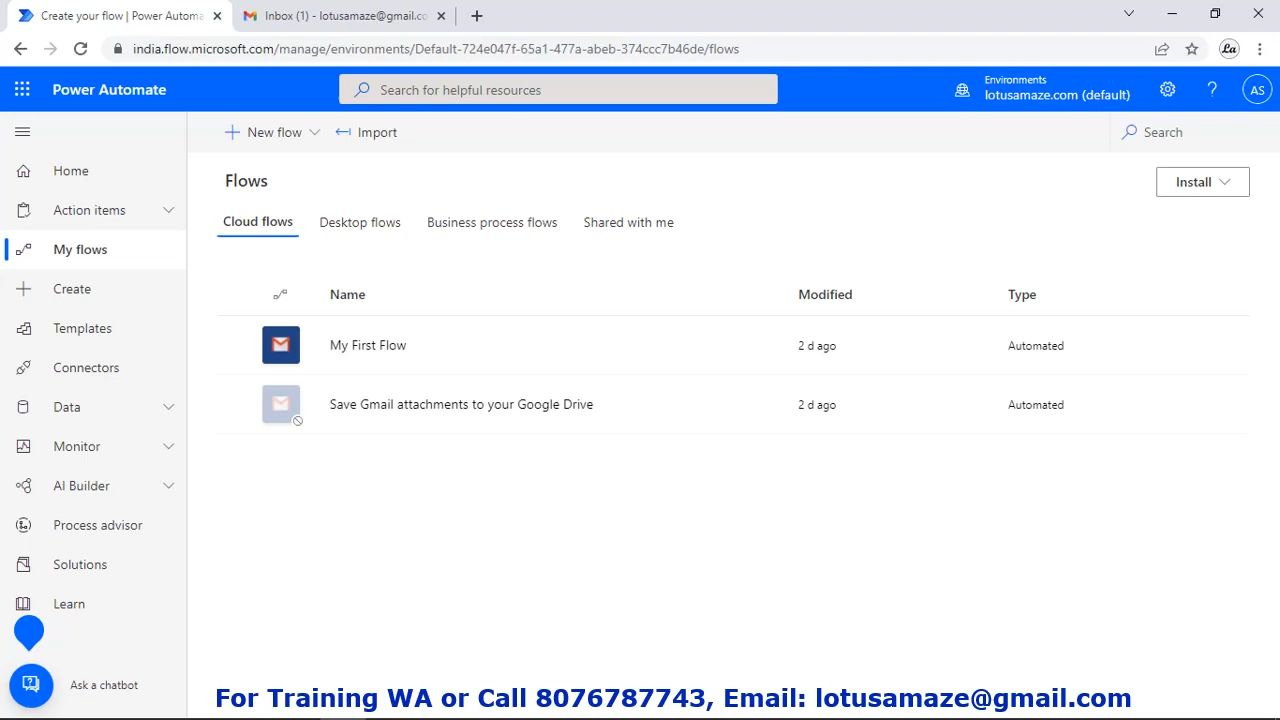 Create your flow | Power Automa
Inbox (1) - lotusamaze@gmail.co
india.flow.microsoft.com/manage/environments/Default-724e047f-65a1-477a-abeb-374ccc7b46de/flows
La
Power Automate
Search for helpful resources
Environments
lotusamaze.com (default)
?
AS
New flow
Import
Search
Home
Action items
My flows
Create
Templates
Connectors
Data
Monitor
AI Builder
Process advisor
Solutions
Learn
Ask a chatbot
Flows
Install
Cloud flows
Desktop flows
Business process flows
Shared with me
Name
Modified
Type
My First Flow
2 d ago
Automated
Save Gmail attachments to your Google Drive
2 d ago
Automated
For Training WA or Call 8076787743, Email: lotusamaze@gmail.com